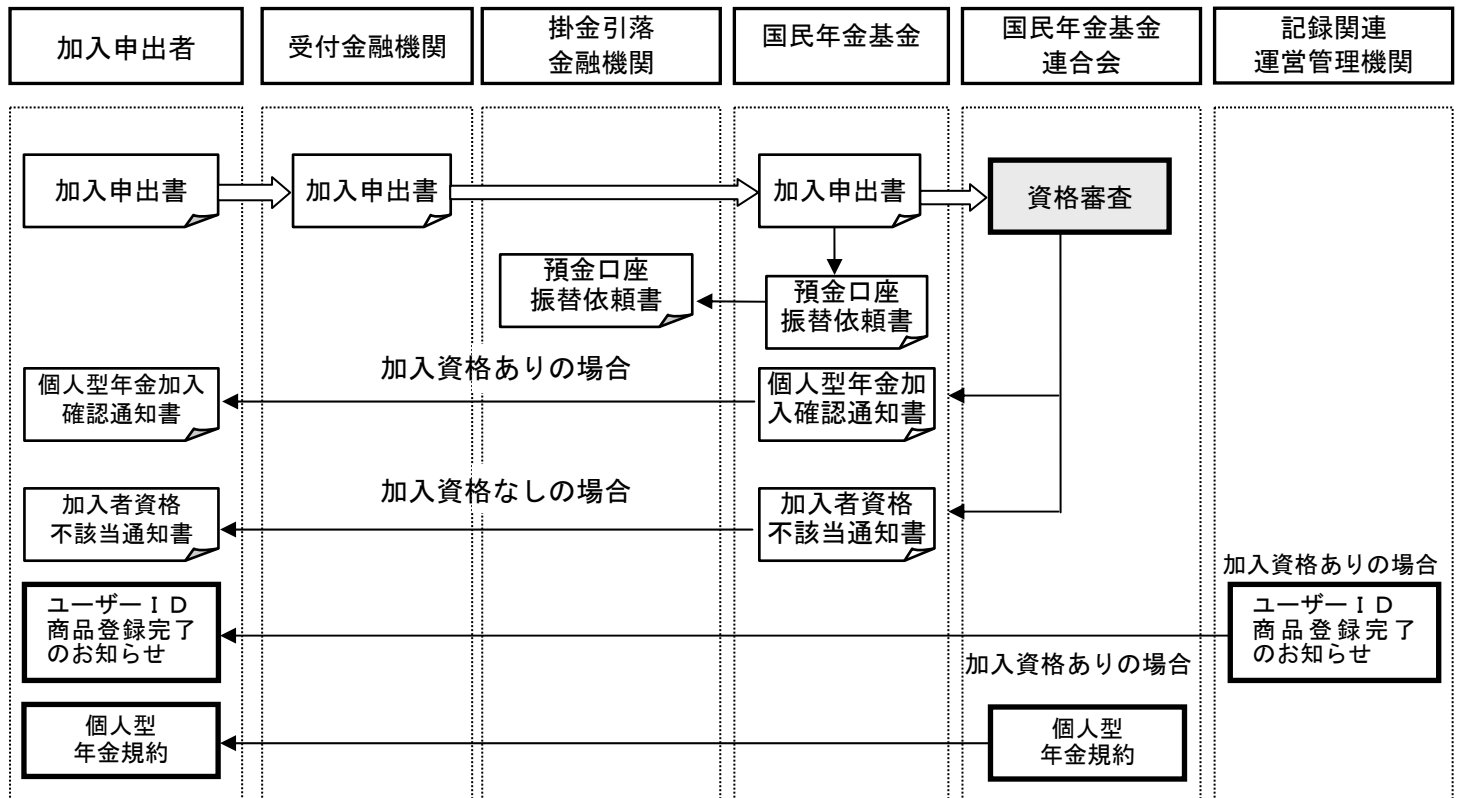 加入申出者
受付金融機関
掛金引落
金融機関
国民年金基金
国民年金基金
連合会
記録関連
運営管理機関
加入申出書
加入申出書
加入申出書
資格審査
預金口座
振替依頼書
預金口座
振替依頼書
加入資格ありの場合
個人型年金加入
確認通知書
個人型年金加
入確認通知書
加入資格なしの場合
加入者資格
不該当通知書
加入者資格
不該当通知書
加入資格ありの場合
ユーザーＩＤ
商品登録完了
のお知らせ
ユーザーＩＤ
商品登録完了
のお知らせ
加入資格ありの場合
個人型
年金規約
個人型
年金規約